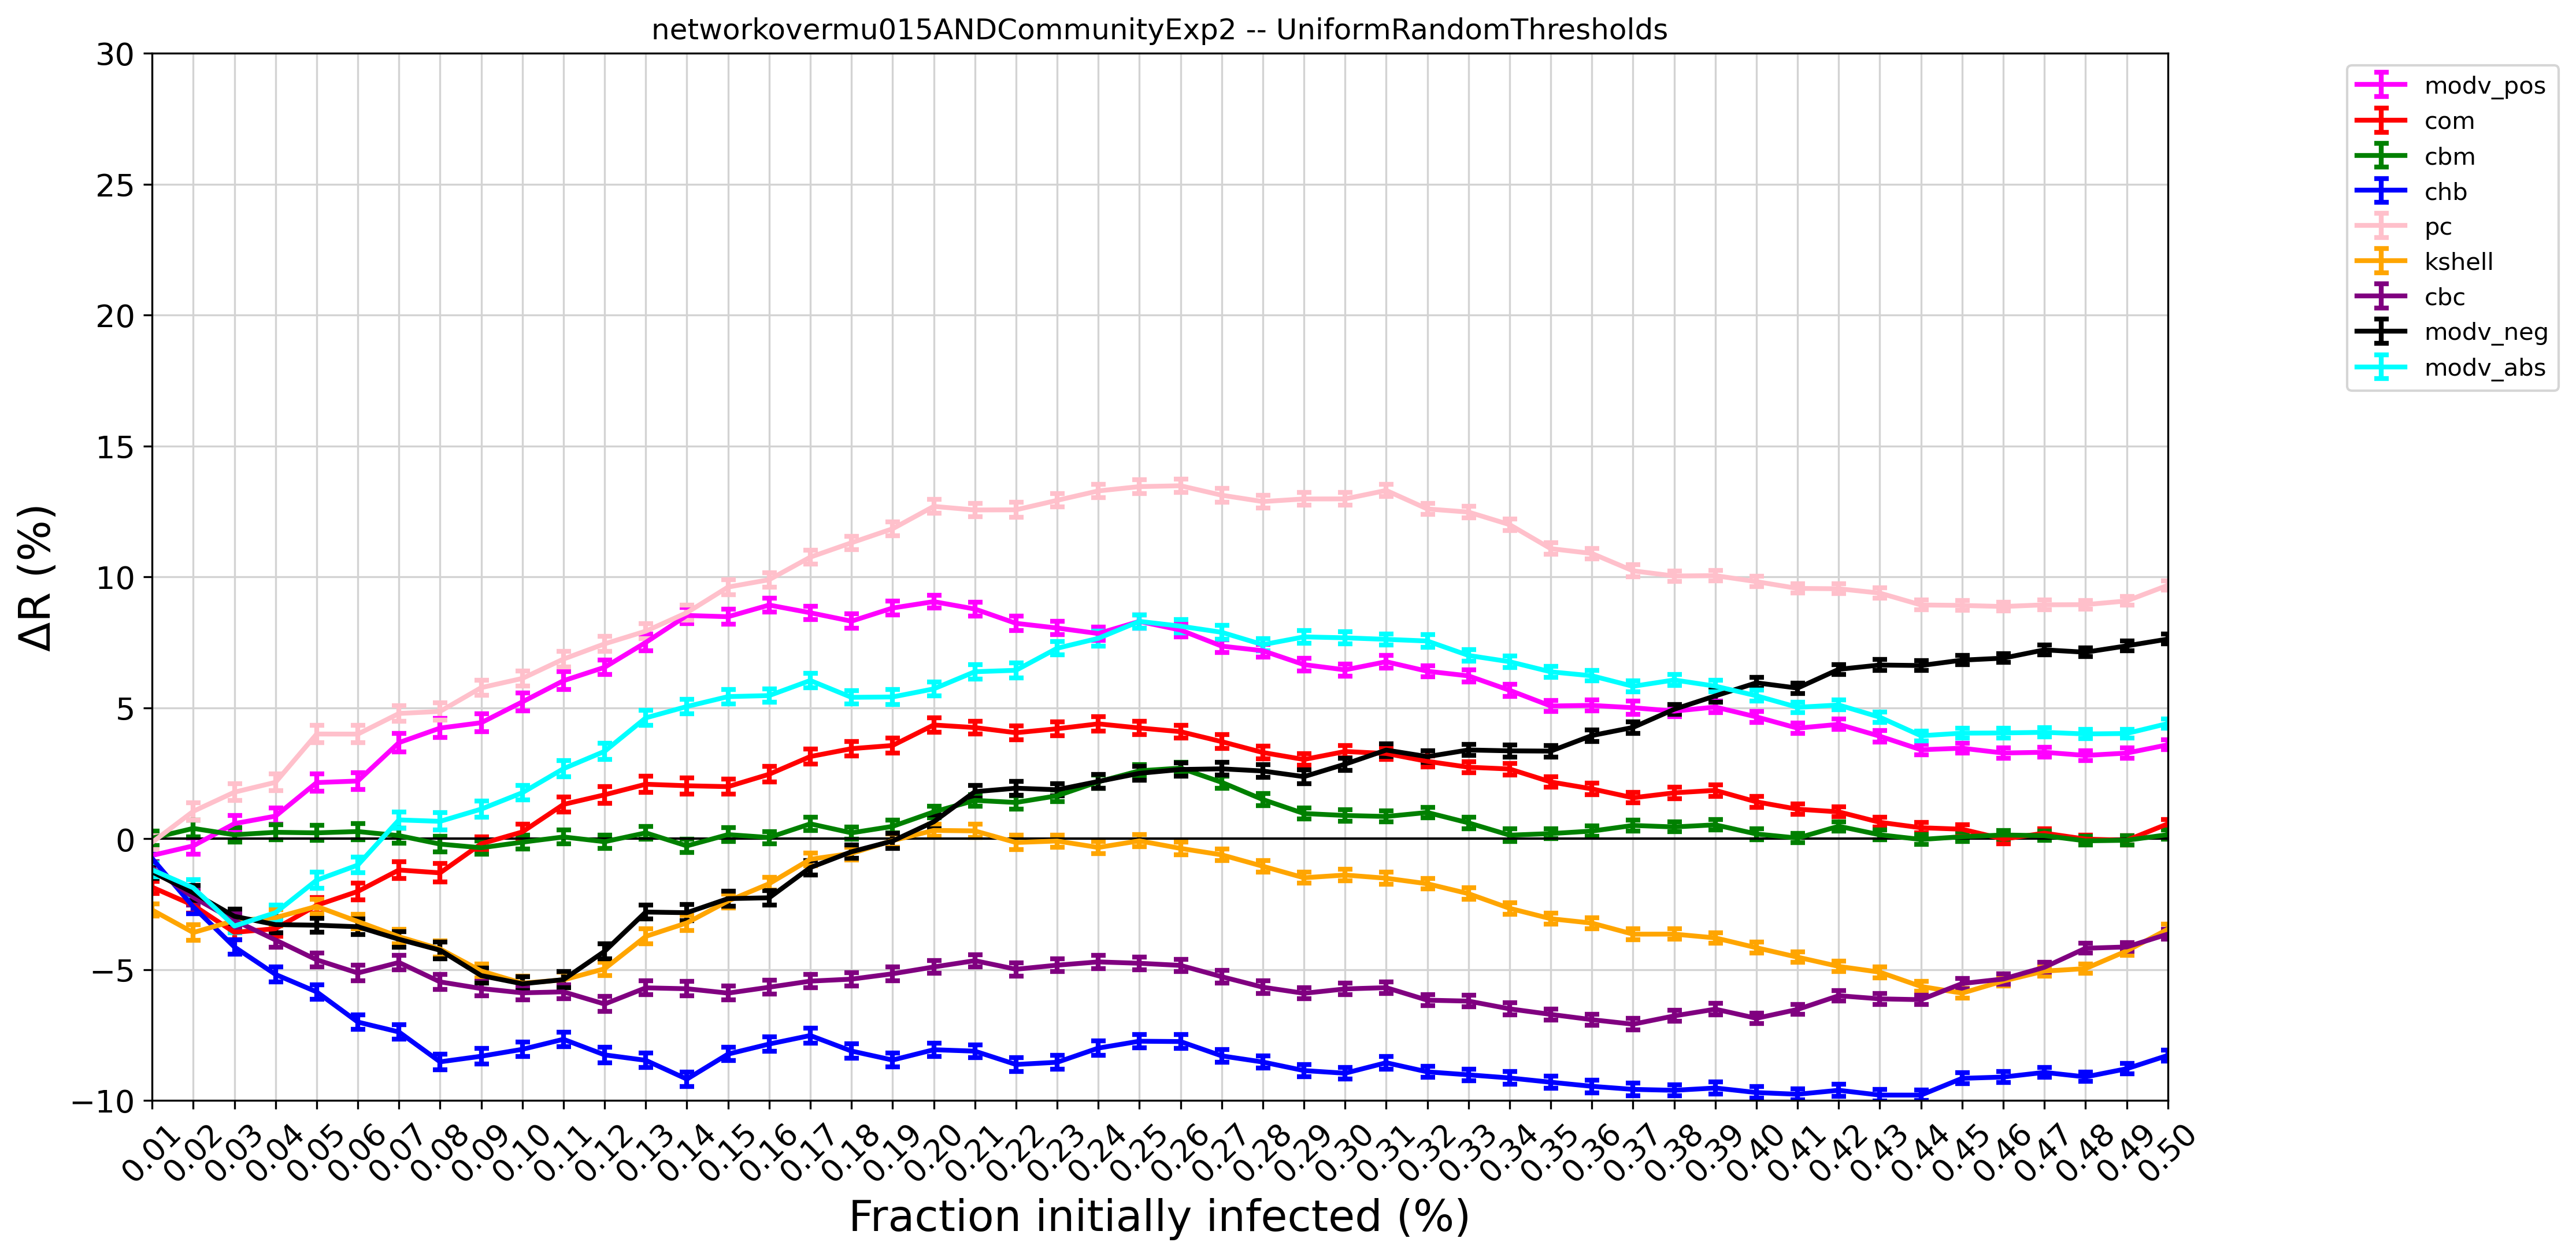 networkovermu015ANDCommunityExp2 -- UniformRandomThresholds
30
25
20
15
10
5
0
−5
−10
ΔR (%)
0.01 0.02 0.03 0.04 0.05 0.06 0.07 0.08 0.09 0.10 0.11 0.12 0.13 0.14 0.15 0.16 0.17 0.18 0.19 0.20 0.21 0.22 0.23 0.24 0.25 0.26 0.27 0.28 0.29 0.30 0.31 0.32 0.33 0.34 0.35 0.36 0.37 0.38 0.39 0.40 0.41 0.42 0.43 0.44 0.45 0.46 0.47 0.48 0.49 0.50
Fraction initially infected (%)
modv_pos
com
cbm
chb
pc
kshell
cbc
modv_neg
modv_abs